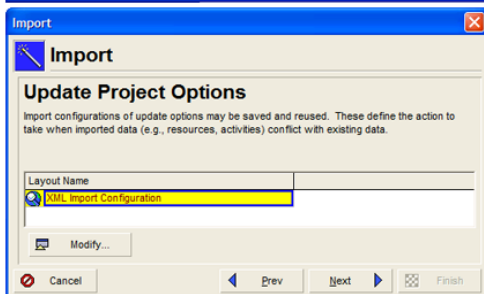 Import
Import
Update Project Options
Import configurations of update options may be saved and reused. These define the action to
take when imported data (e.g., resources, activities) conflict with existing data.
Layout Name
XML Import Configuration
Modify...
Cancel Prev Next Finish